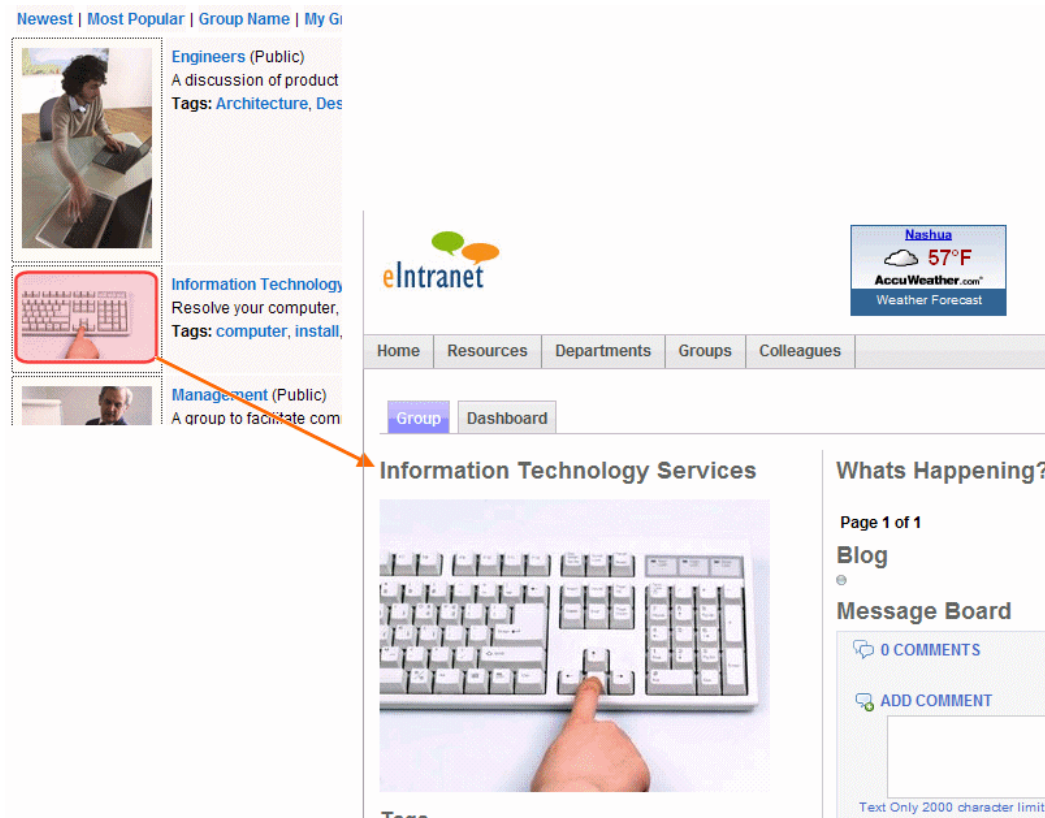 Newest | Most Popular | Group Name | My
Engineers (Public)
A discussion of product
Tags: Architecture,
Information Technology
Resolve your computer,
Tags: computer, install,
Management (Public)
A group to facilitate
eIntranet
Nashua
57°F
AccuWeather.com
Weather Forecast
Home Resources Departments Groups Colleagues
Group Dashboard
Information Technology Services
Whats Happening?
Page 1 of 1
Blog
Message Board
0 COMMENTS
ADD COMMENT
Text Only 2000 character limit
Tags